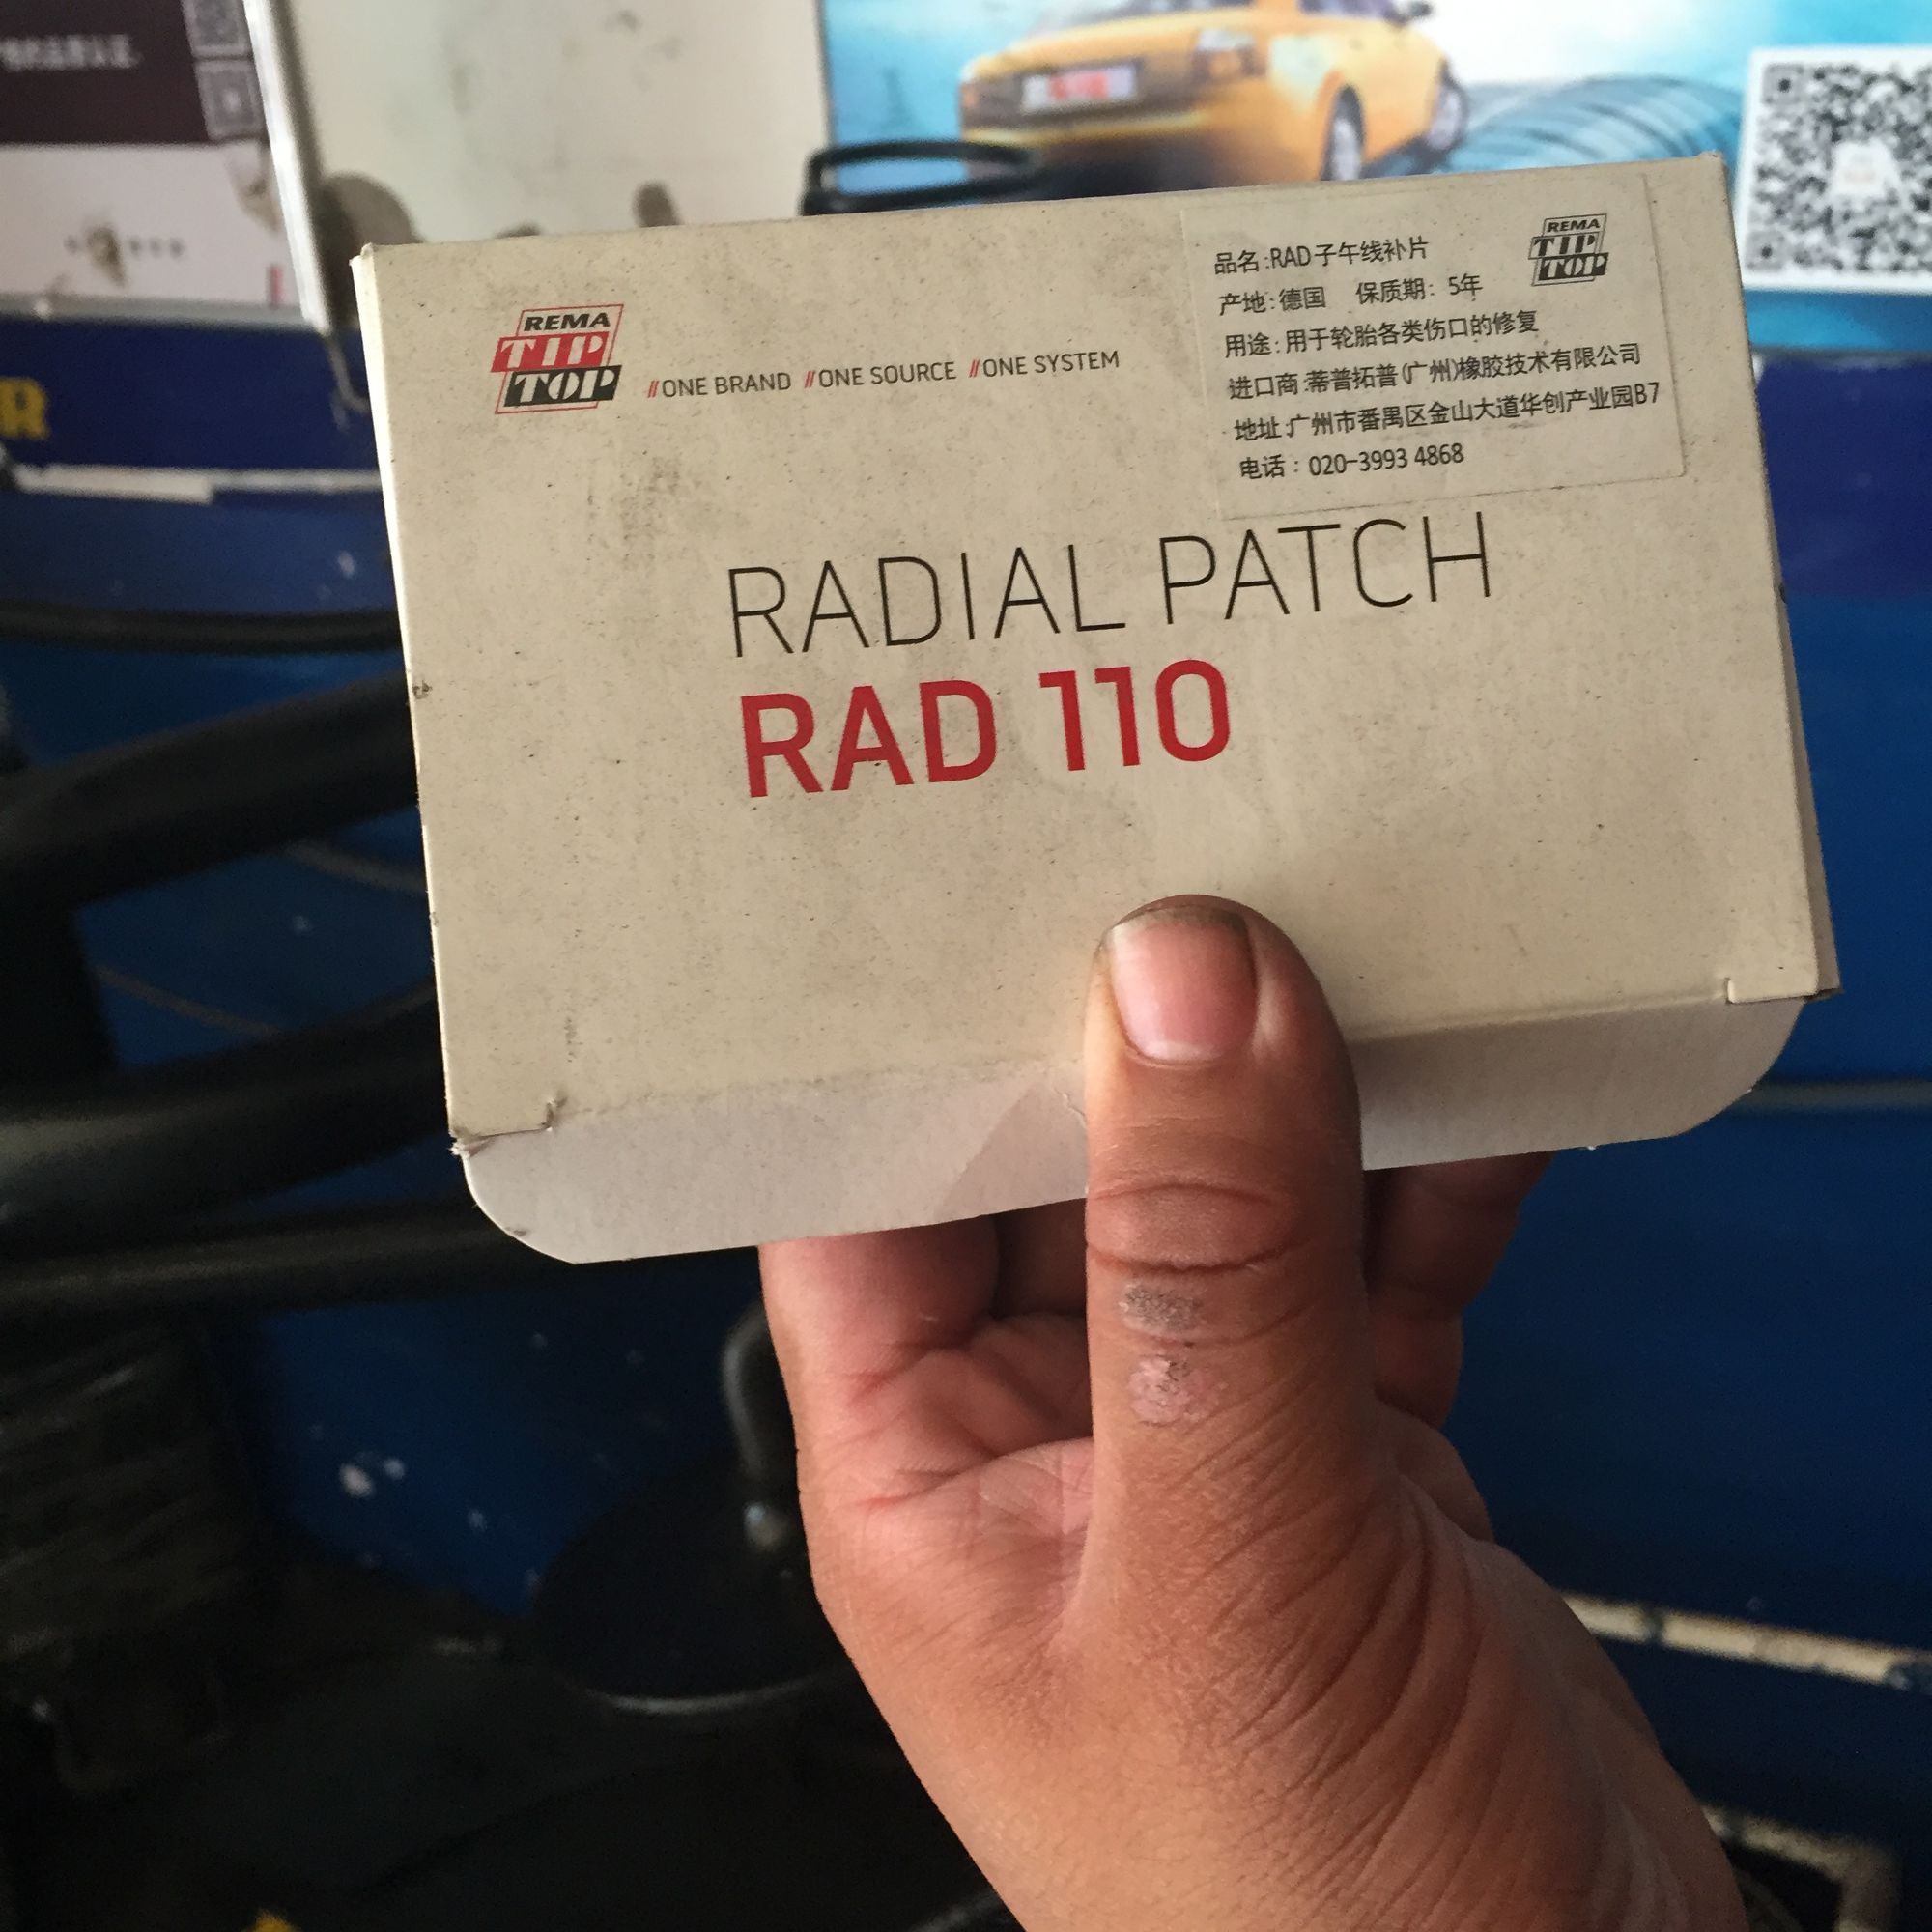 REMA
TIP
TOP
//ONE BRAND //ONE SOURCE //ONE SYSTEM
品名:RAD子午线补片
产地:德国 保质期: 5年
用途:用于轮胎各类伤口的修复
进口商:蒂普拓普(广州)橡胶技术有限公司
地址:广州市番禺区金山大道华创产业园B7
电话: 020-3993 4868
REMA
TIP
TOP
RADIAL PATCH
RAD 110
R